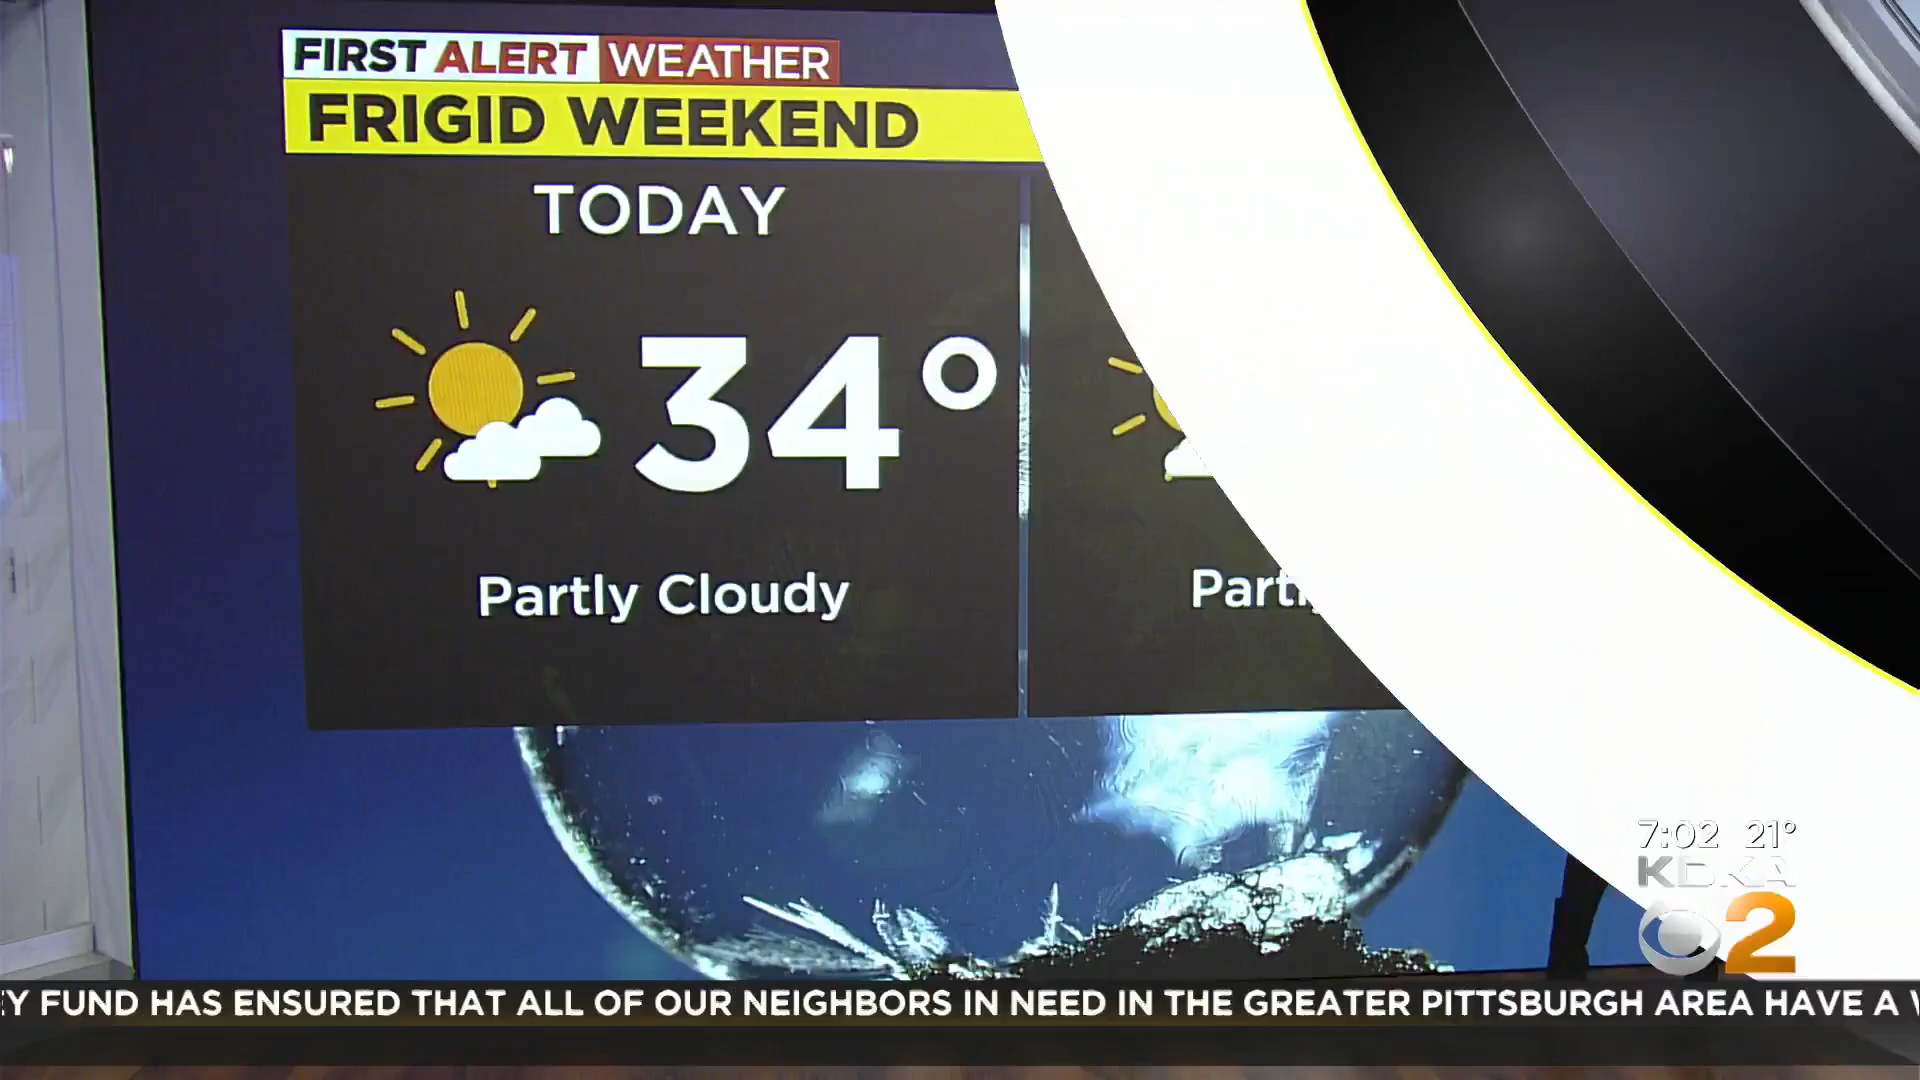 FIRST ALERT WEATHER
FRIGID WEEKEND
TODAY
34°
Partly Cloudy
7:02 21°
KDKA
2
FUND HAS ENSURED THAT ALL OF OUR NEIGHBORS IN NEED IN THE GREATER PITTSBURGH AREA HAVE A